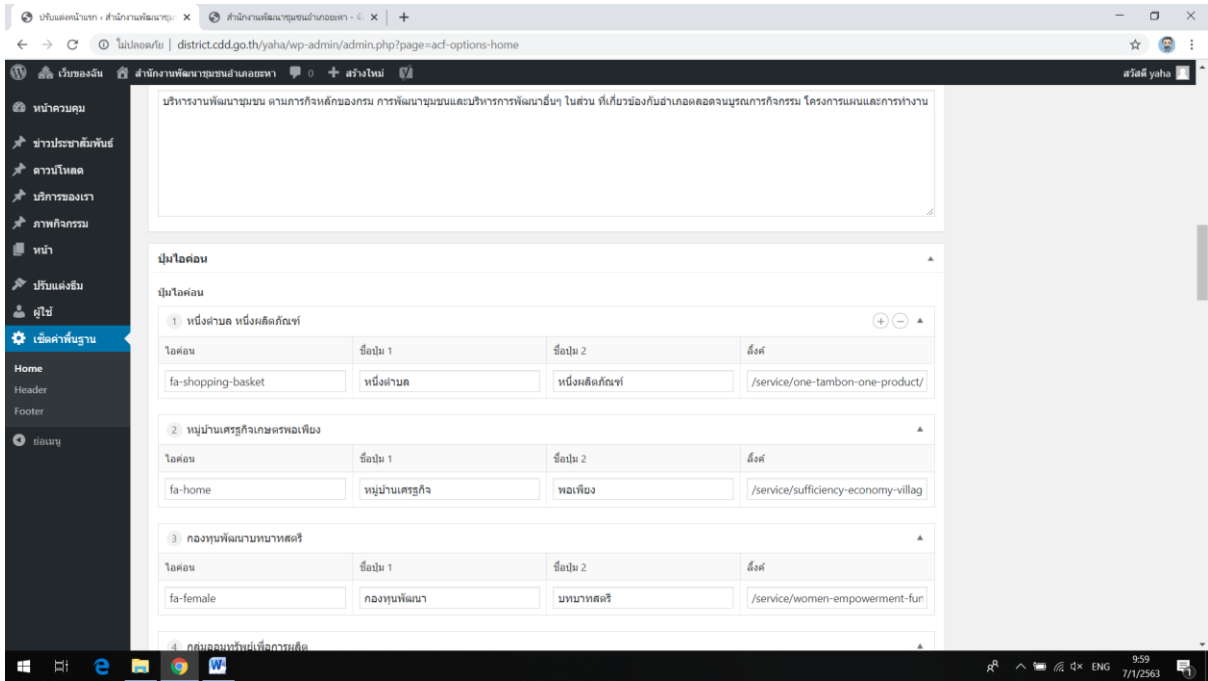 ปรับแต่งหน้าแรก ‹ สำนักงานพัฒนาชุม
สำนักงานพัฒนาชุมชนอำเภอยะหา -
ไม่ปลอดภัย | district.cdd.go.th/yaha/wp-admin/admin.php?page=acf-options-home
เว็บของฉัน สำนักงานพัฒนาชุมชนอำเภอยะหา 0 + สร้างใหม่ สวัสดี yaha
บริหารงานพัฒนาชุมชน ตามภารกิจหลักของกรม การพัฒนาชุมชนและบริหารการพัฒนาอื่นๆ ในส่วน ที่เกี่ยวข้องกับอำเภอตลอดจนบูรณการกิจกรรม โครงการแผนและการทำงาน
หน้าควบคุม
ข่าวประชาสัมพันธ์
ดาวน์โหลด
บริการของเรา
ภาพกิจกรรม
หน้า
ปรับแต่งธีม
ผู้ใช้
เซ็ตค่าพื้นฐาน
Home
Header
Footer
ย่อเมนู
ปุ่มไอค่อน
ปุ่มไอค่อน
1 หนึ่งตำบล หนึ่งผลิตภัณฑ์
ไอค่อน ชื่อปุ่ม 1 ชื่อปุ่ม 2 ลิ้งค์
fa-shopping-basket หนึ่งตำบล หนึ่งผลิตภัณฑ์ /service/one-tambon-one-product/
2 หมู่บ้านเศรฐกิจเกษตรพอเพียง
ไอค่อน ชื่อปุ่ม 1 ชื่อปุ่ม 2 ลิ้งค์
fa-home หมู่บ้านเศรฐกิจ พอเพียง /service/sufficiency-economy-villag
3 กองทุนพัฒนาบทบาทสตรี
ไอค่อน ชื่อปุ่ม 1 ชื่อปุ่ม 2 ลิ้งค์
fa-female กองทุนพัฒนา บทบาทสตรี /service/women-empowerment-fun
4 กลุ่มออมทรัพย์เพื่อการผลิต
ENG 9:59
7/1/2563